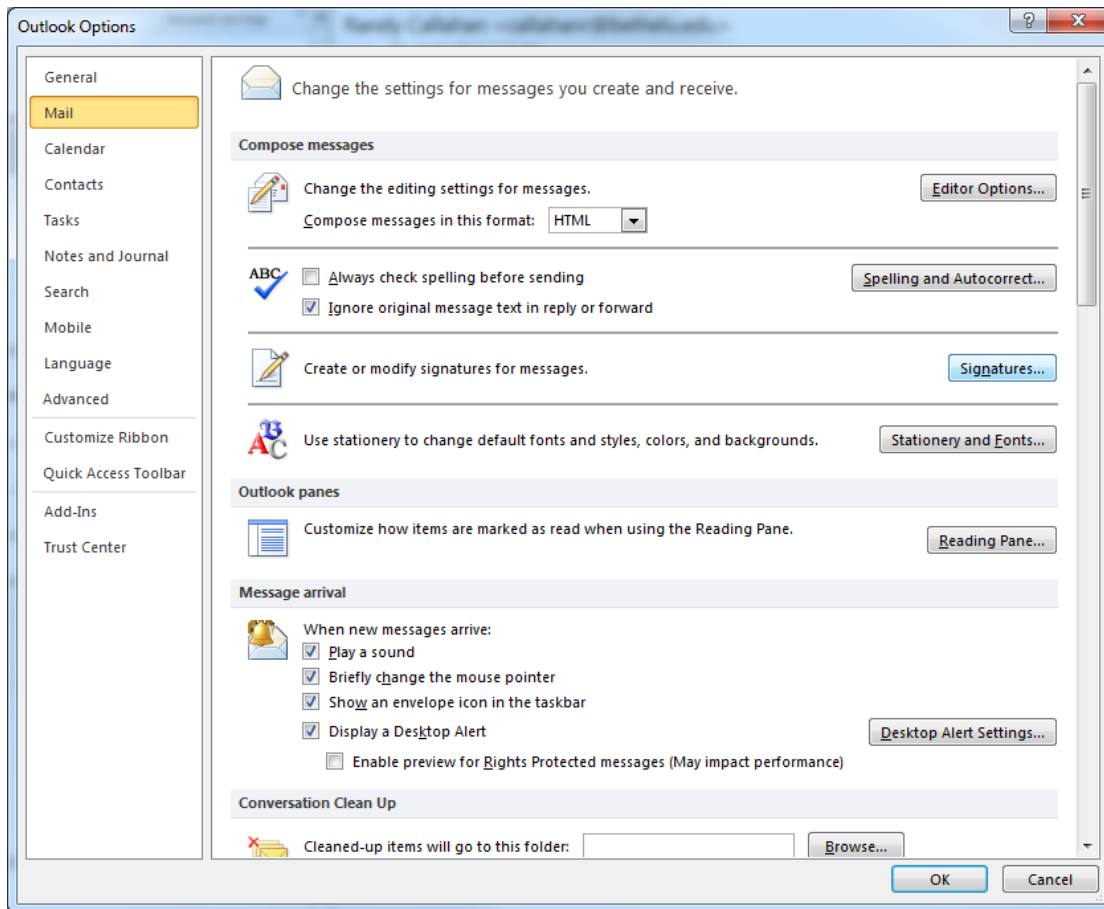 Outlook Options
Randy Callahan <callahanr@bethelu.edu>
General
Mail
Calendar
Contacts
Tasks
Notes and Journal
Search
Mobile
Language
Advanced
Customize Ribbon
Quick Access Toolbar
Add-Ins
Trust Center
Change the settings for messages you create and receive.
Compose messages
Change the editing settings for messages.
Editor Options...
Compose messages in this format: HTML
ABC
Always check spelling before sending
Spelling and Autocorrect...
Ignore original message text in reply or forward
Create or modify signatures for messages.
Signatures...
Use stationery to change default fonts and styles, colors, and backgrounds.
Stationery and Fonts...
Outlook panes
Customize how items are marked as read when using the Reading Pane.
Reading Pane...
Message arrival
When new messages arrive:
Play a sound
Briefly change the mouse pointer
Show an envelope icon in the taskbar
Display a Desktop Alert
Desktop Alert Settings...
Enable preview for Rights Protected messages (May impact performance)
Conversation Clean Up
Cleaned-up items will go to this folder:
Browse...
OK
Cancel